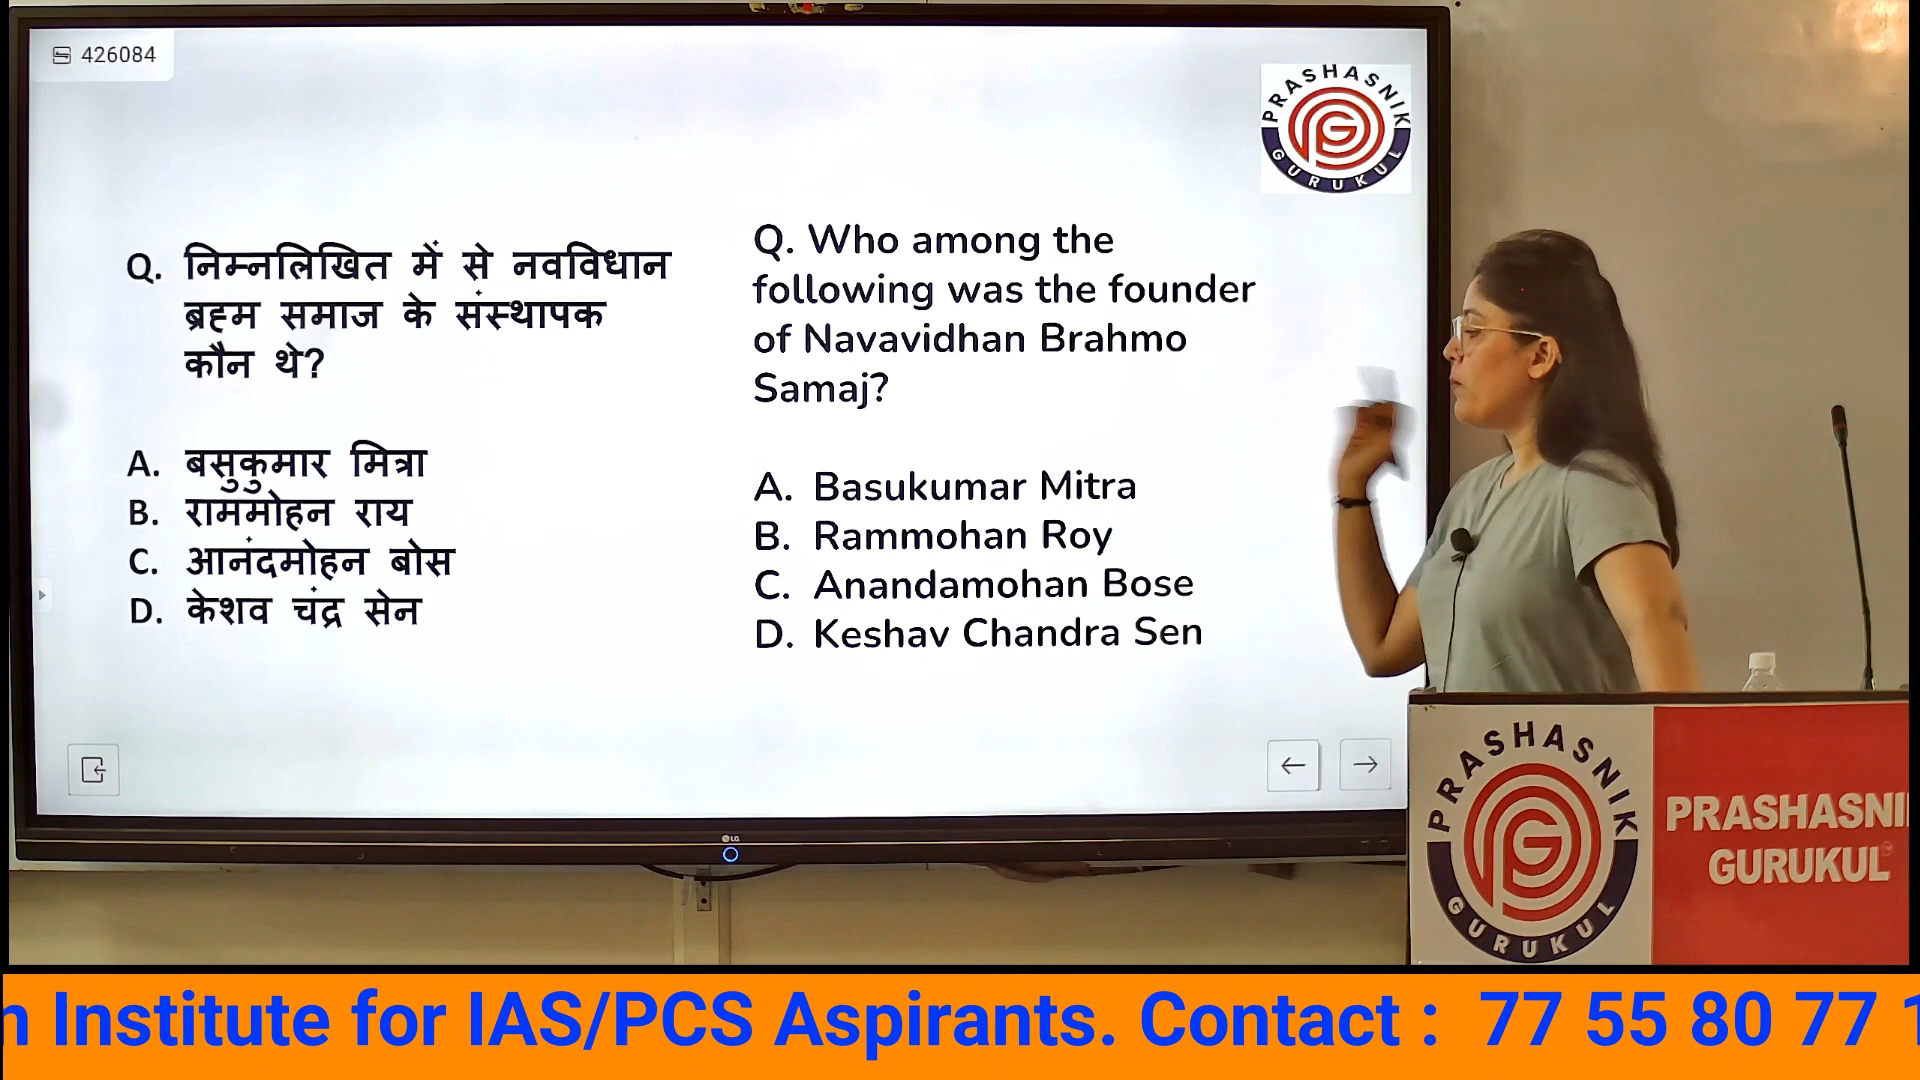 426084
PRASHASNIK
GURUKUL
Q. निम्नलिखित में से नवविधान
ब्रह्म समाज के संस्थापक
कौन थे?
A. बसुकुमार मित्रा
B. राममोहन राय
C. आनंदमोहन बोस
D. केशव चंद्र सेन
Q. Who among the
following was the founder
of Navavidhan Brahmo
Samaj?
A. Basukumar Mitra
B. Rammohan Roy
C. Anandamohan Bose
D. Keshav Chandra Sen
LG
PRASHASNIK
GURUKUL
PRASHASNI
GURUKUL
n Institute for IAS/PCS Aspirants. Contact : 77 55 80 77 1